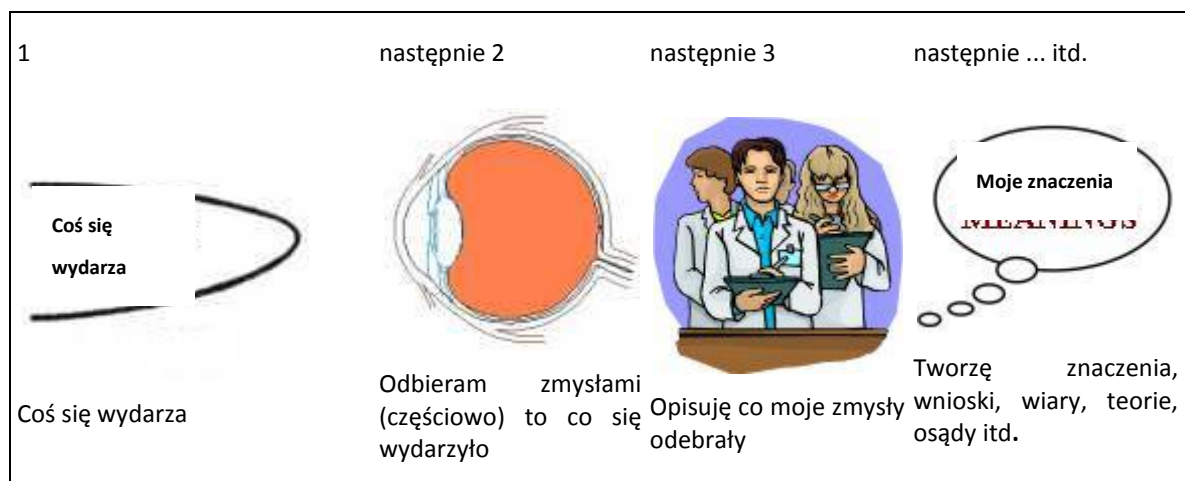 1
następnie 2
następnie 3
następnie ... itd.
Coś się
wydarza
Moje znaczenia
MEANINGS
Coś się wydarza
Odbieram zmysłami
(częściowo) to co się
wydarzyło
Opisuję co moje zmysły
odebrały
Tworzę znaczenia,
wnioski, wiary, teorie,
osądy itd.